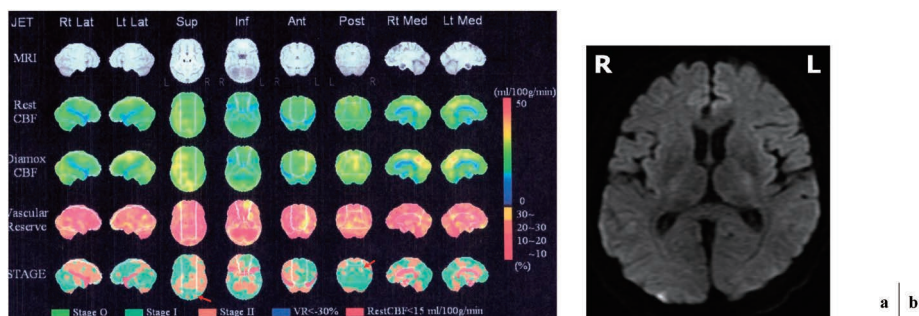 JET Rt Lat Lt Lat Sup Inf Ant Post Rt Med Lt Med
MRI
L R R L R L L R
(ml/100g/min)
50
Rest
CBF
Diamox
CBF
0
Vascular
Reserve
30~
~20~30
10~20
~10
(%)
STAGE
Stage 0 Stage I Stage II VR<-30% RestCBF<15 ml/100g/min
R L
a b